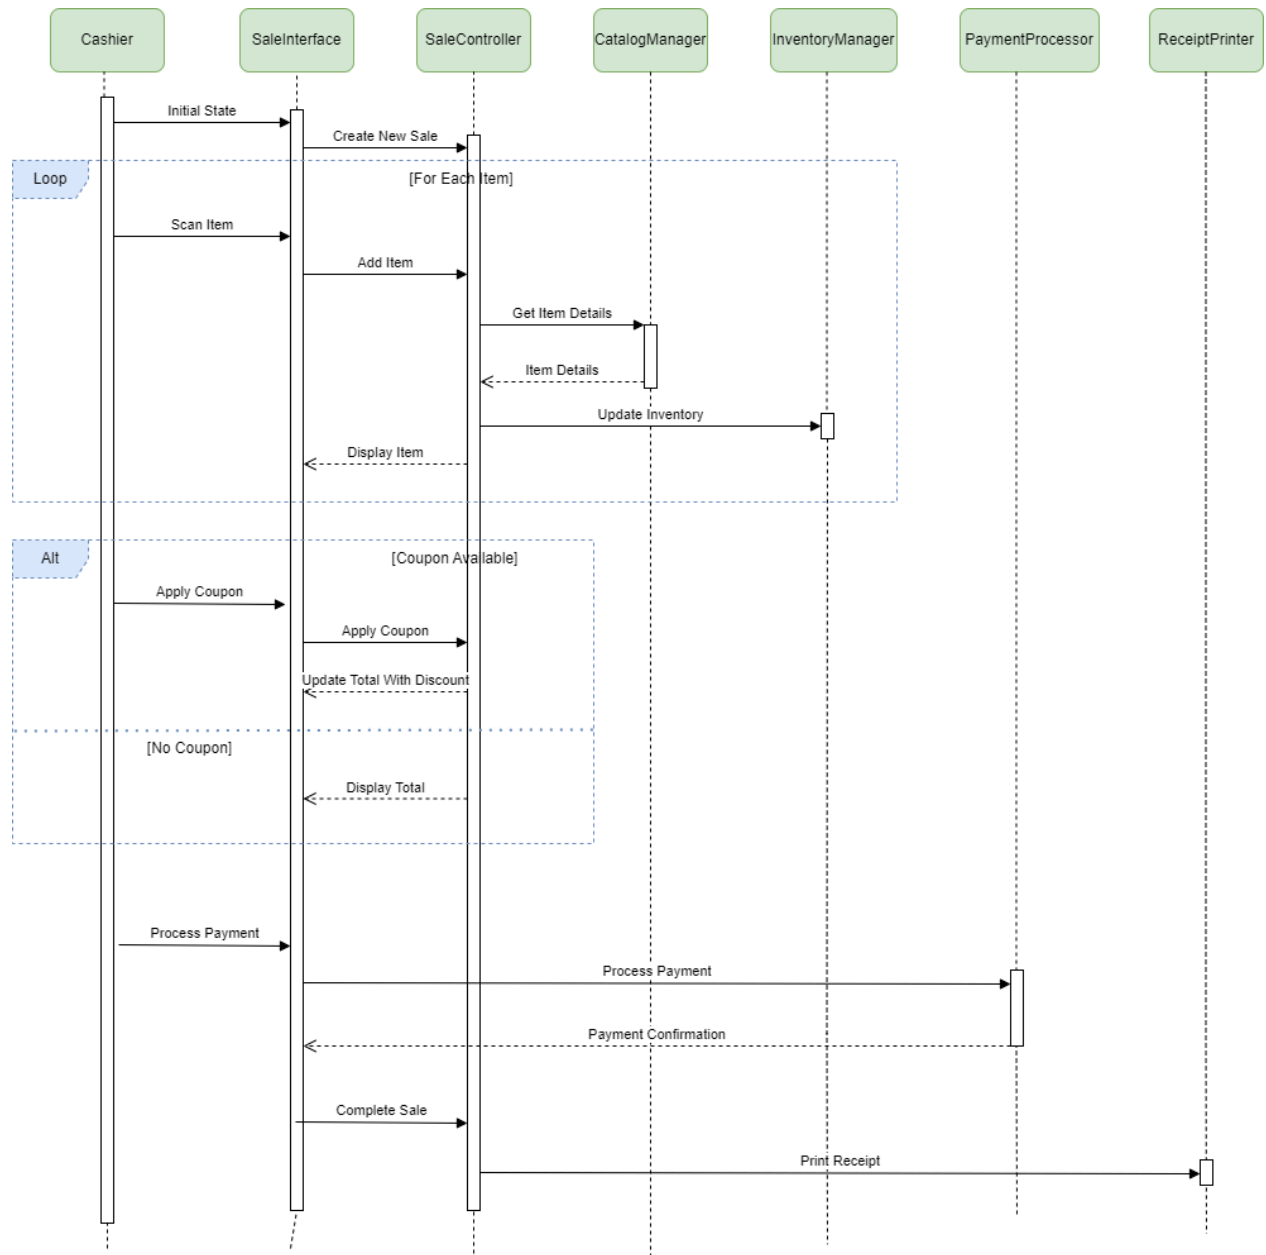 Cashier
SaleInterface
SaleController
CatalogManager
InventoryManager
PaymentProcessor
ReceiptPrinter
Initial State
Create New Sale
Loop
[For Each Item]
Scan Item
Add Item
Get Item Details
Item Details
Update Inventory
Display Item
Alt
[Coupon Available]
Apply Coupon
Apply Coupon
Update Total With Discount
[No Coupon]
Display Total
Process Payment
Process Payment
Payment Confirmation
Complete Sale
Print Receipt